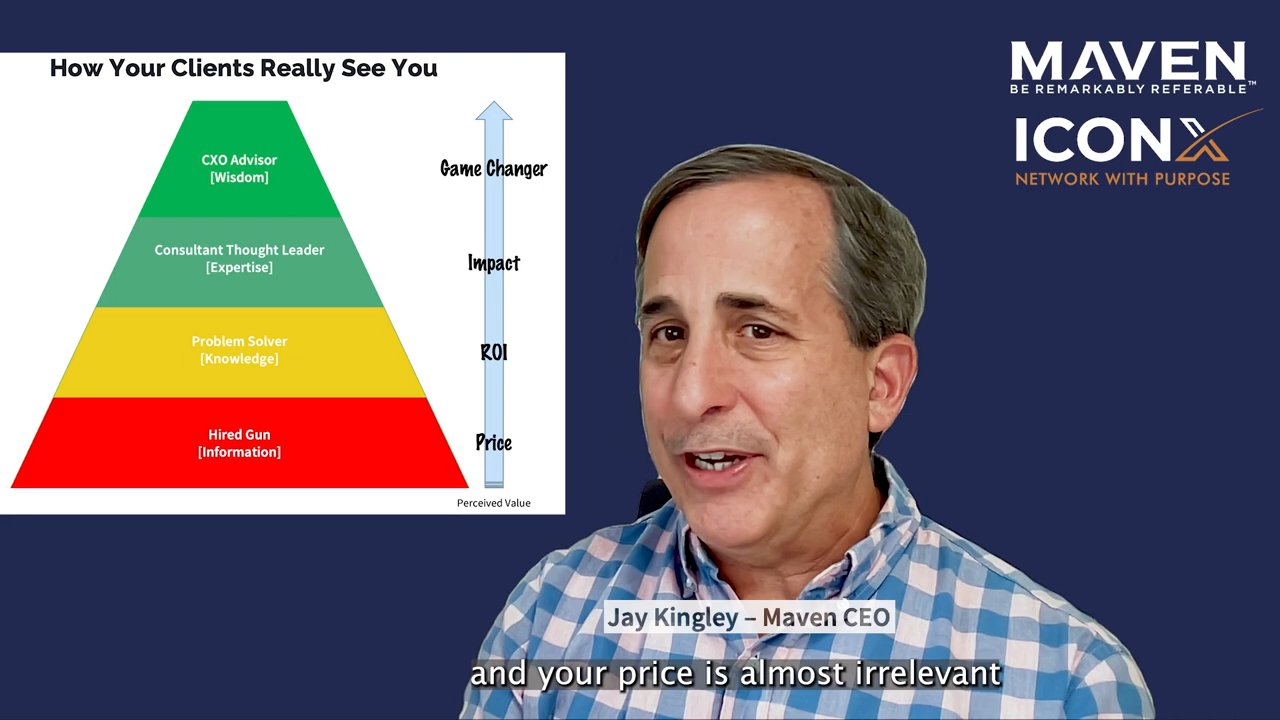 How Your Clients Really See You
CXO Advisor
[Wisdom]
Consultant Thought Leader
[Expertise]
Problem Solver
[Knowledge]
Hired Gun
[Information]
Game Changer
Impact
ROI
Price
Perceived Value
MAVEN
BE REMARKABLY REFERABLE™
ICONX
NETWORK WITH PURPOSE
Jay Kingley – Maven CEO
and your price is almost irrelevant